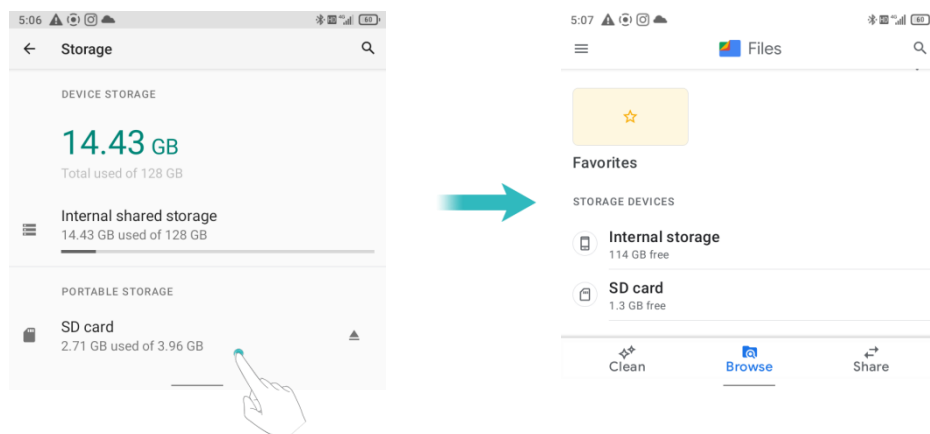 5:06
60
Storage
DEVICE STORAGE
14.43 GB
Total used of 128 GB
Internal shared storage
14.43 GB used of 128 GB
PORTABLE STORAGE
SD card
2.71 GB used of 3.96 GB
5:07
60
Files
Favorites
STORAGE DEVICES
Internal storage
114 GB free
SD card
1.3 GB free
Clean
Browse
Share